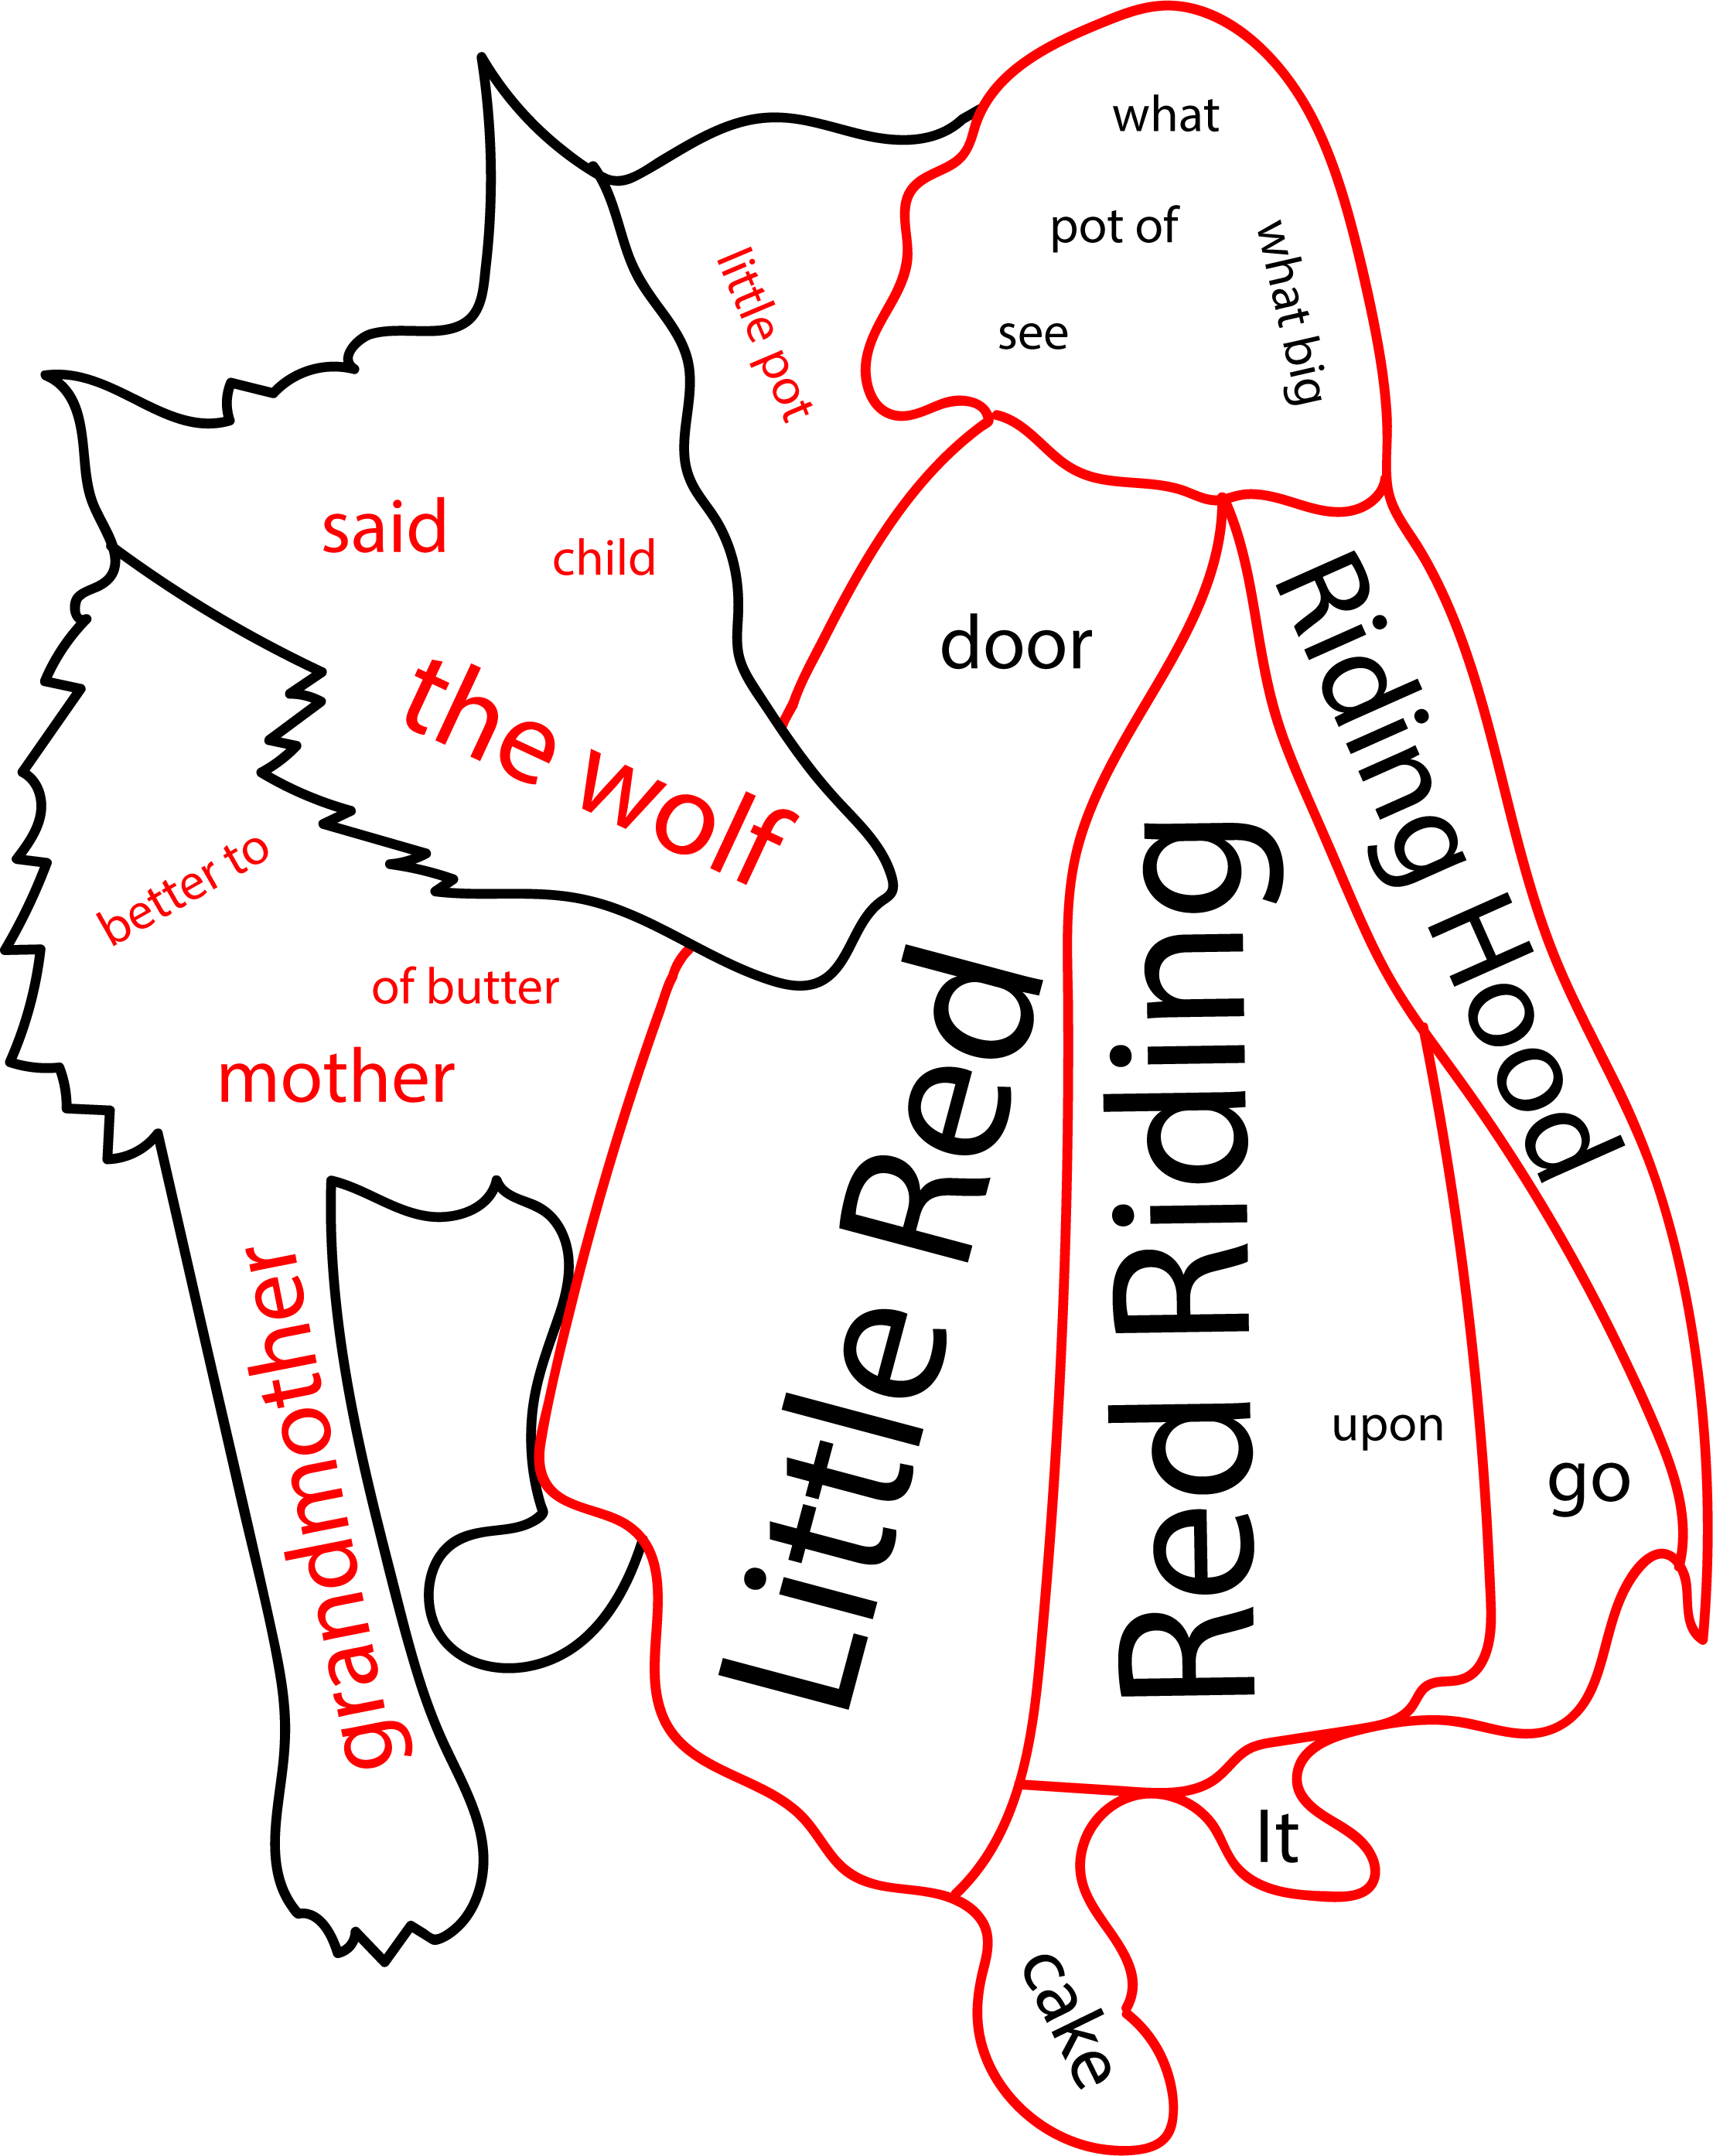 what
pot of
what big
see
little pot
said
child
the wolf
door
Riding Hood
better to
of butter
mother
grandmother
Little Red
Red Riding
upon
go
It
cake